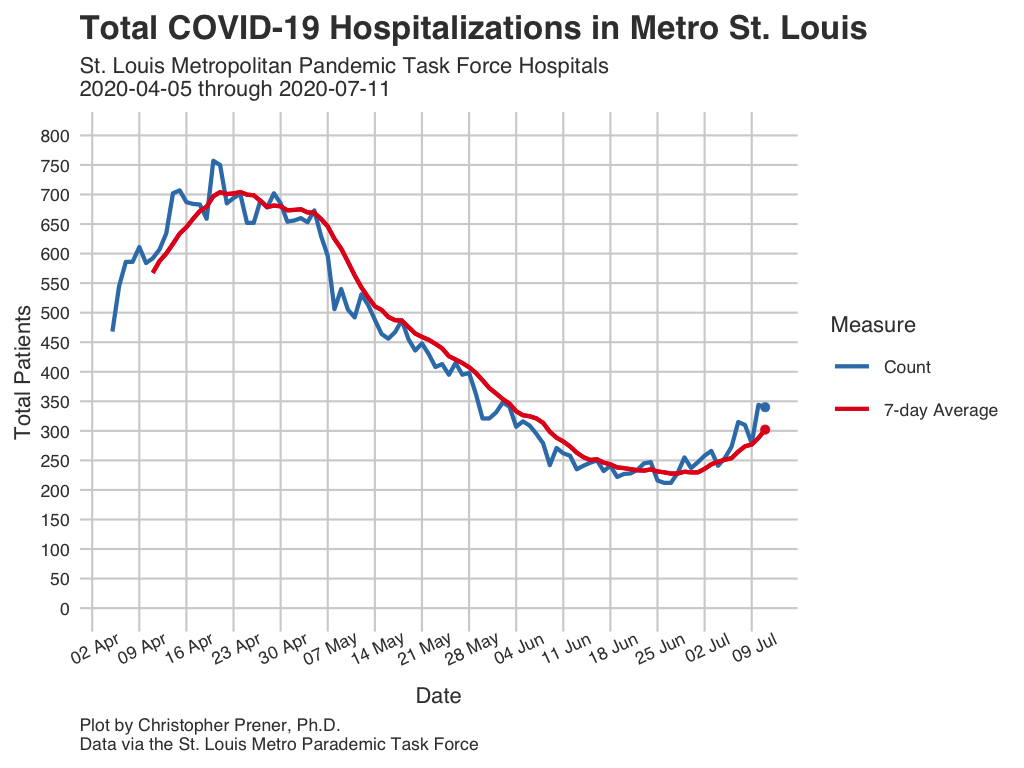 Total COVID-19 Hospitalizations in Metro St. Louis
St. Louis Metropolitan Pandemic Task Force Hospitals
2020-04-05 through 2020-07-11
800
750
700
650
600
550
500
450
400
350
300
250
200
150
100
50
0
Total Patients
02 Apr
09 Apr
16 Apr
23 Apr
30 Apr
07 May
14 May
21 May
28 May
04 Jun
11 Jun
18 Jun
25 Jun
02 Jul
09 Jul
Date
Measure
Count
7-day Average
Plot by Christopher Prener, Ph.D.
Data via the St. Louis Metro Parademic Task Force